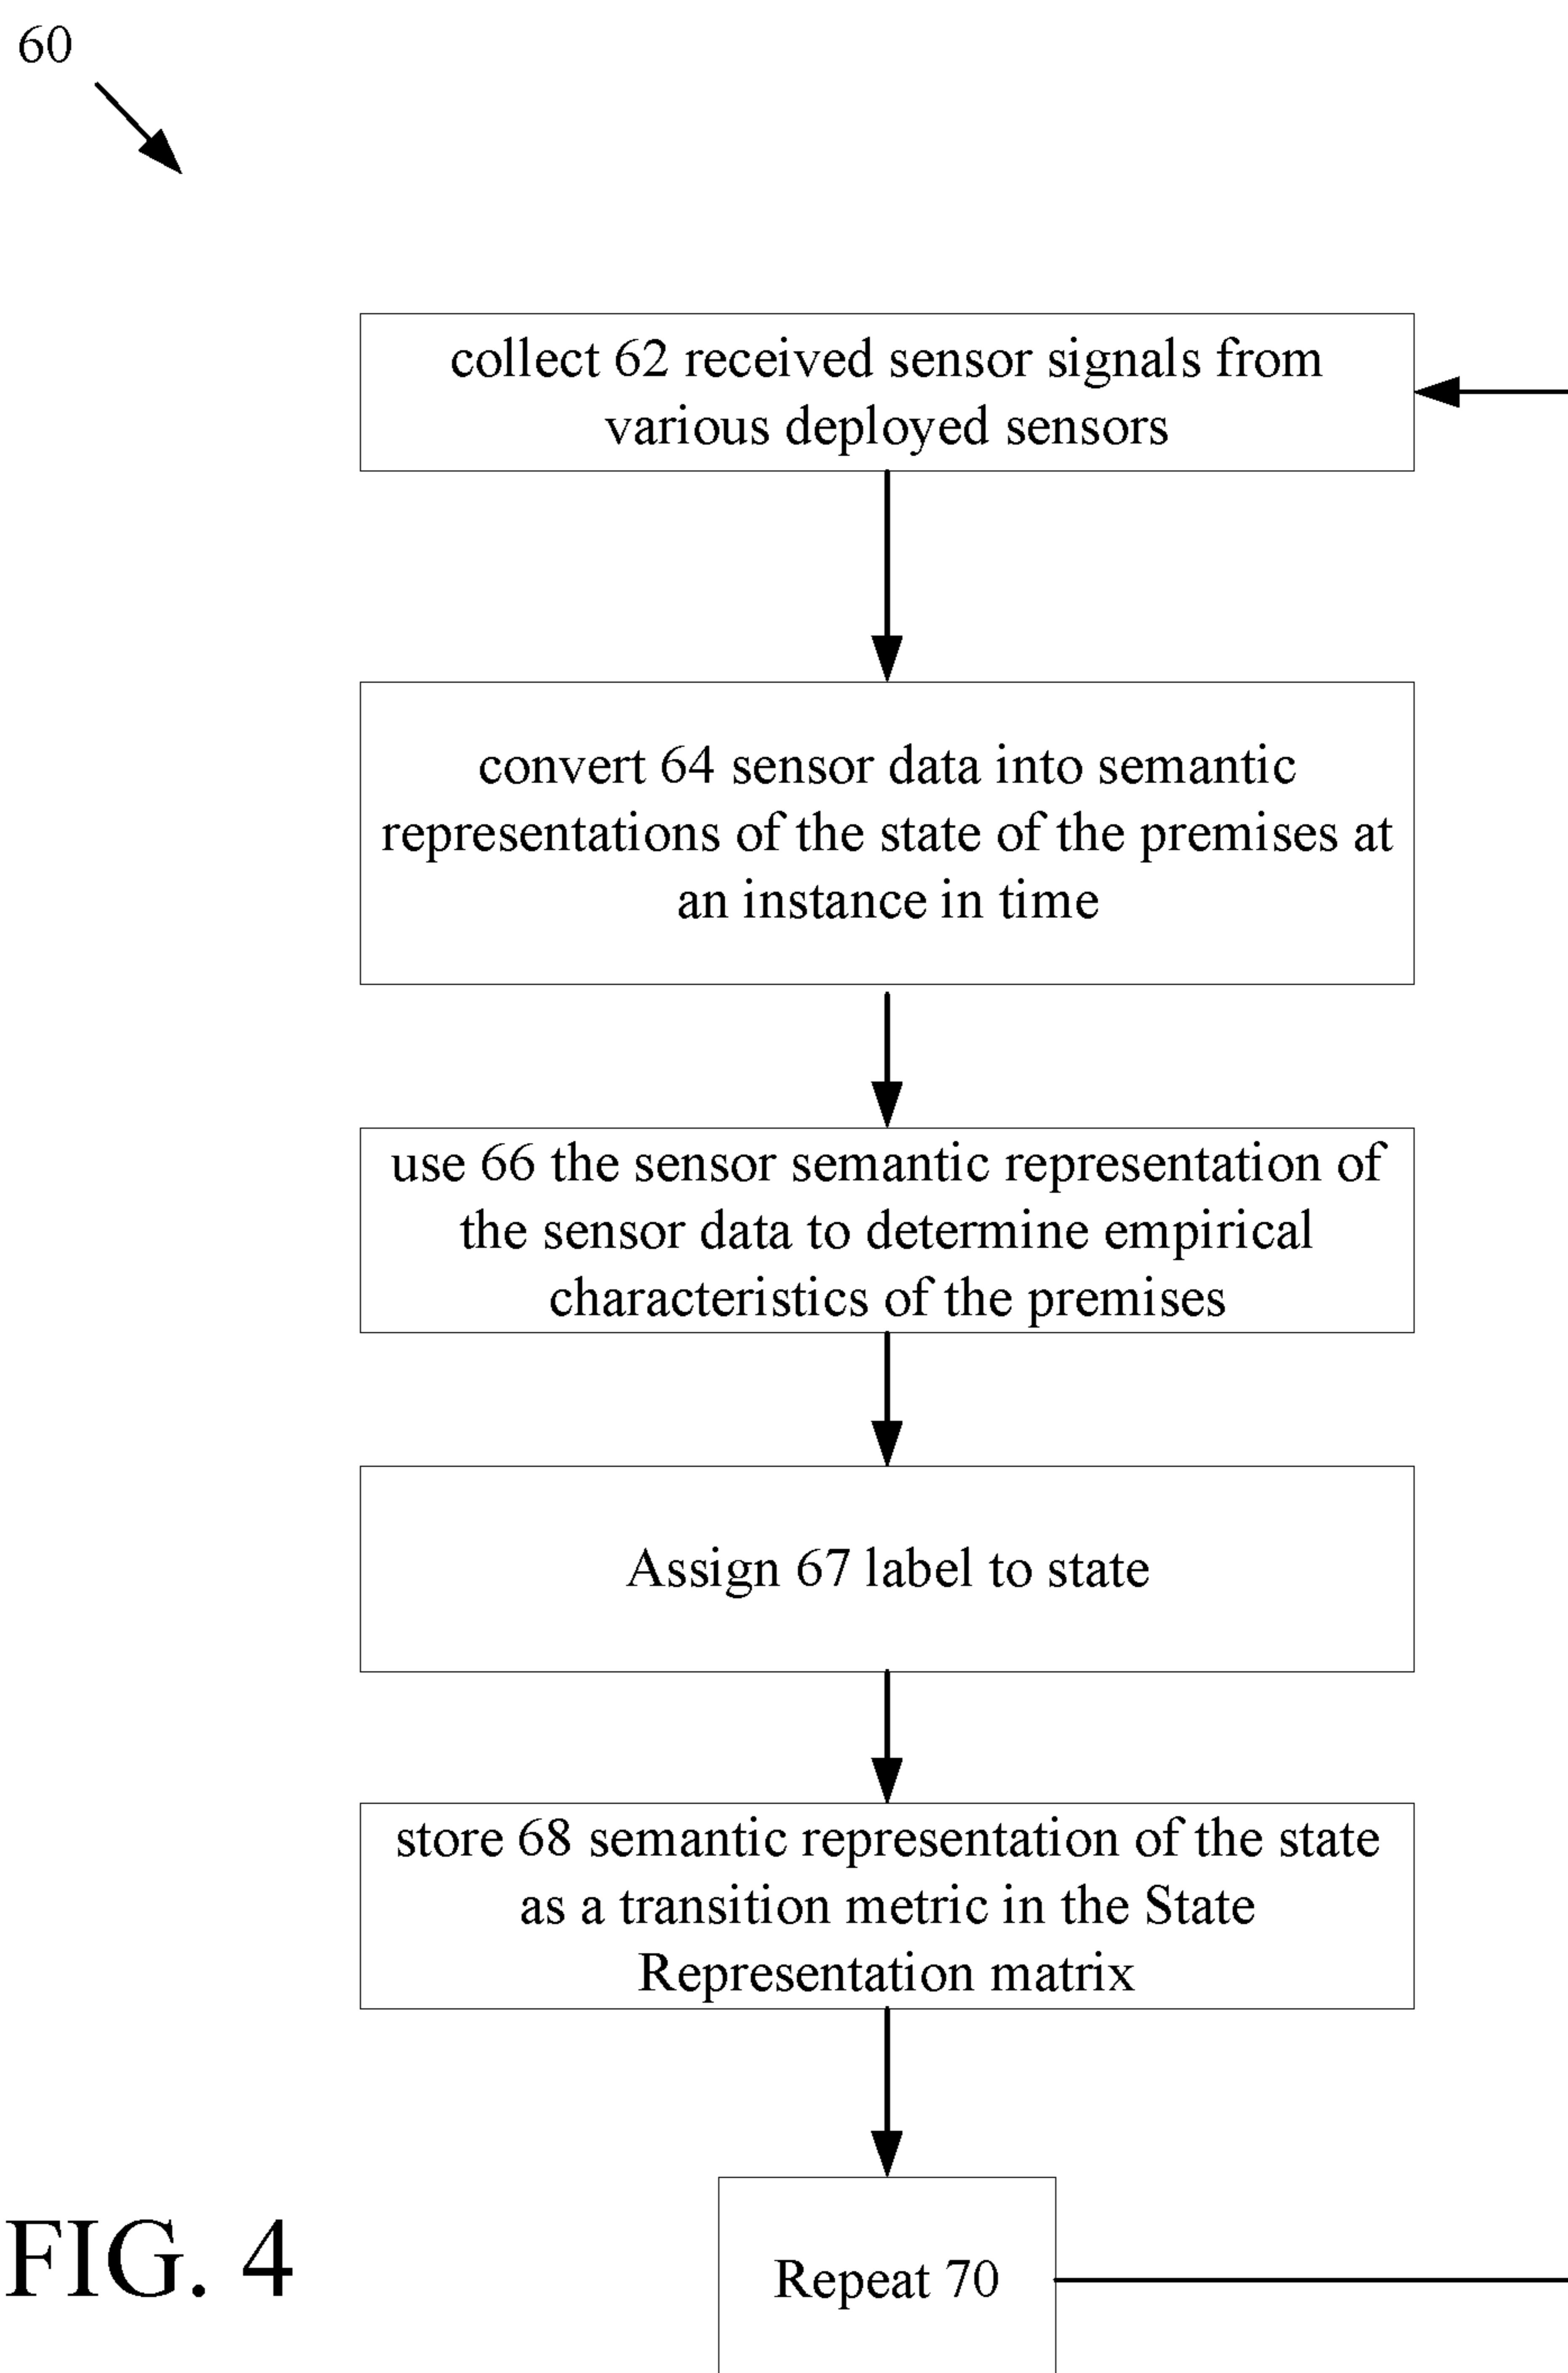 60
collect 62 received sensor signals from
various deployed sensors
convert 64 sensor data into semantic
representations of the state of the premises at
an instance in time
use 66 the sensor semantic representation of
the sensor data to determine empirical
characteristics of the premises
Assign 67 label to state
store 68 semantic representation of the state
as a transition metric in the State
Representation matrix
Repeat 70
FIG. 4